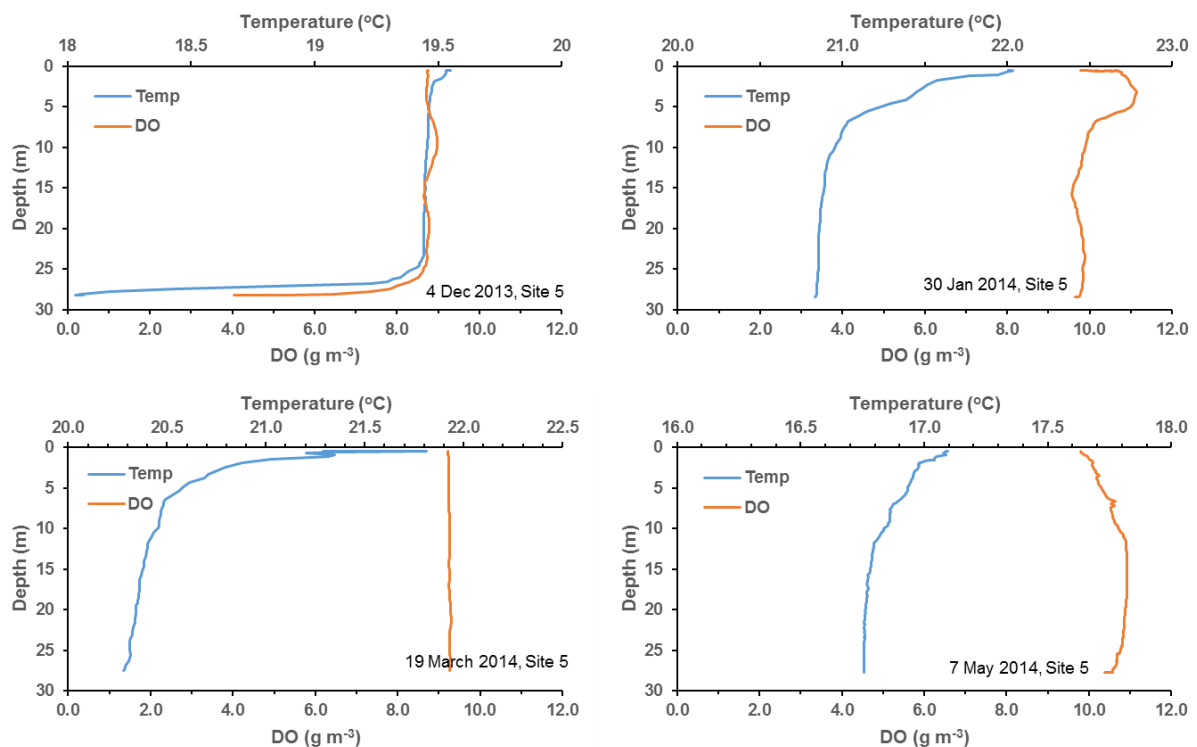 Temperature (oC)
18 18.5 19 19.5 20
0
5
10
15
20
25
30
Depth (m)
Temp
DO
4 Dec 2013, Site 5
0.0 2.0 4.0 6.0 8.0 10.0 12.0
DO (g m-3)
Temperature (oC)
20.0 21.0 22.0 23.0
0
5
10
15
20
25
30
Depth (m)
Temp
DO
30 Jan 2014, Site 5
0.0 2.0 4.0 6.0 8.0 10.0 12.0
DO (g m-3)
Temperature (oC)
20.0 20.5 21.0 21.5 22.0 22.5
0
5
10
15
20
25
30
Depth (m)
Temp
DO
19 March 2014, Site 5
0.0 2.0 4.0 6.0 8.0 10.0 12.0
DO (g m-3)
Temperature (oC)
16.0 16.5 17.0 17.5 18.0
0
5
10
15
20
25
30
Depth (m)
Temp
DO
7 May 2014, Site 5
0.0 2.0 4.0 6.0 8.0 10.0 12.0
DO (g m-3)